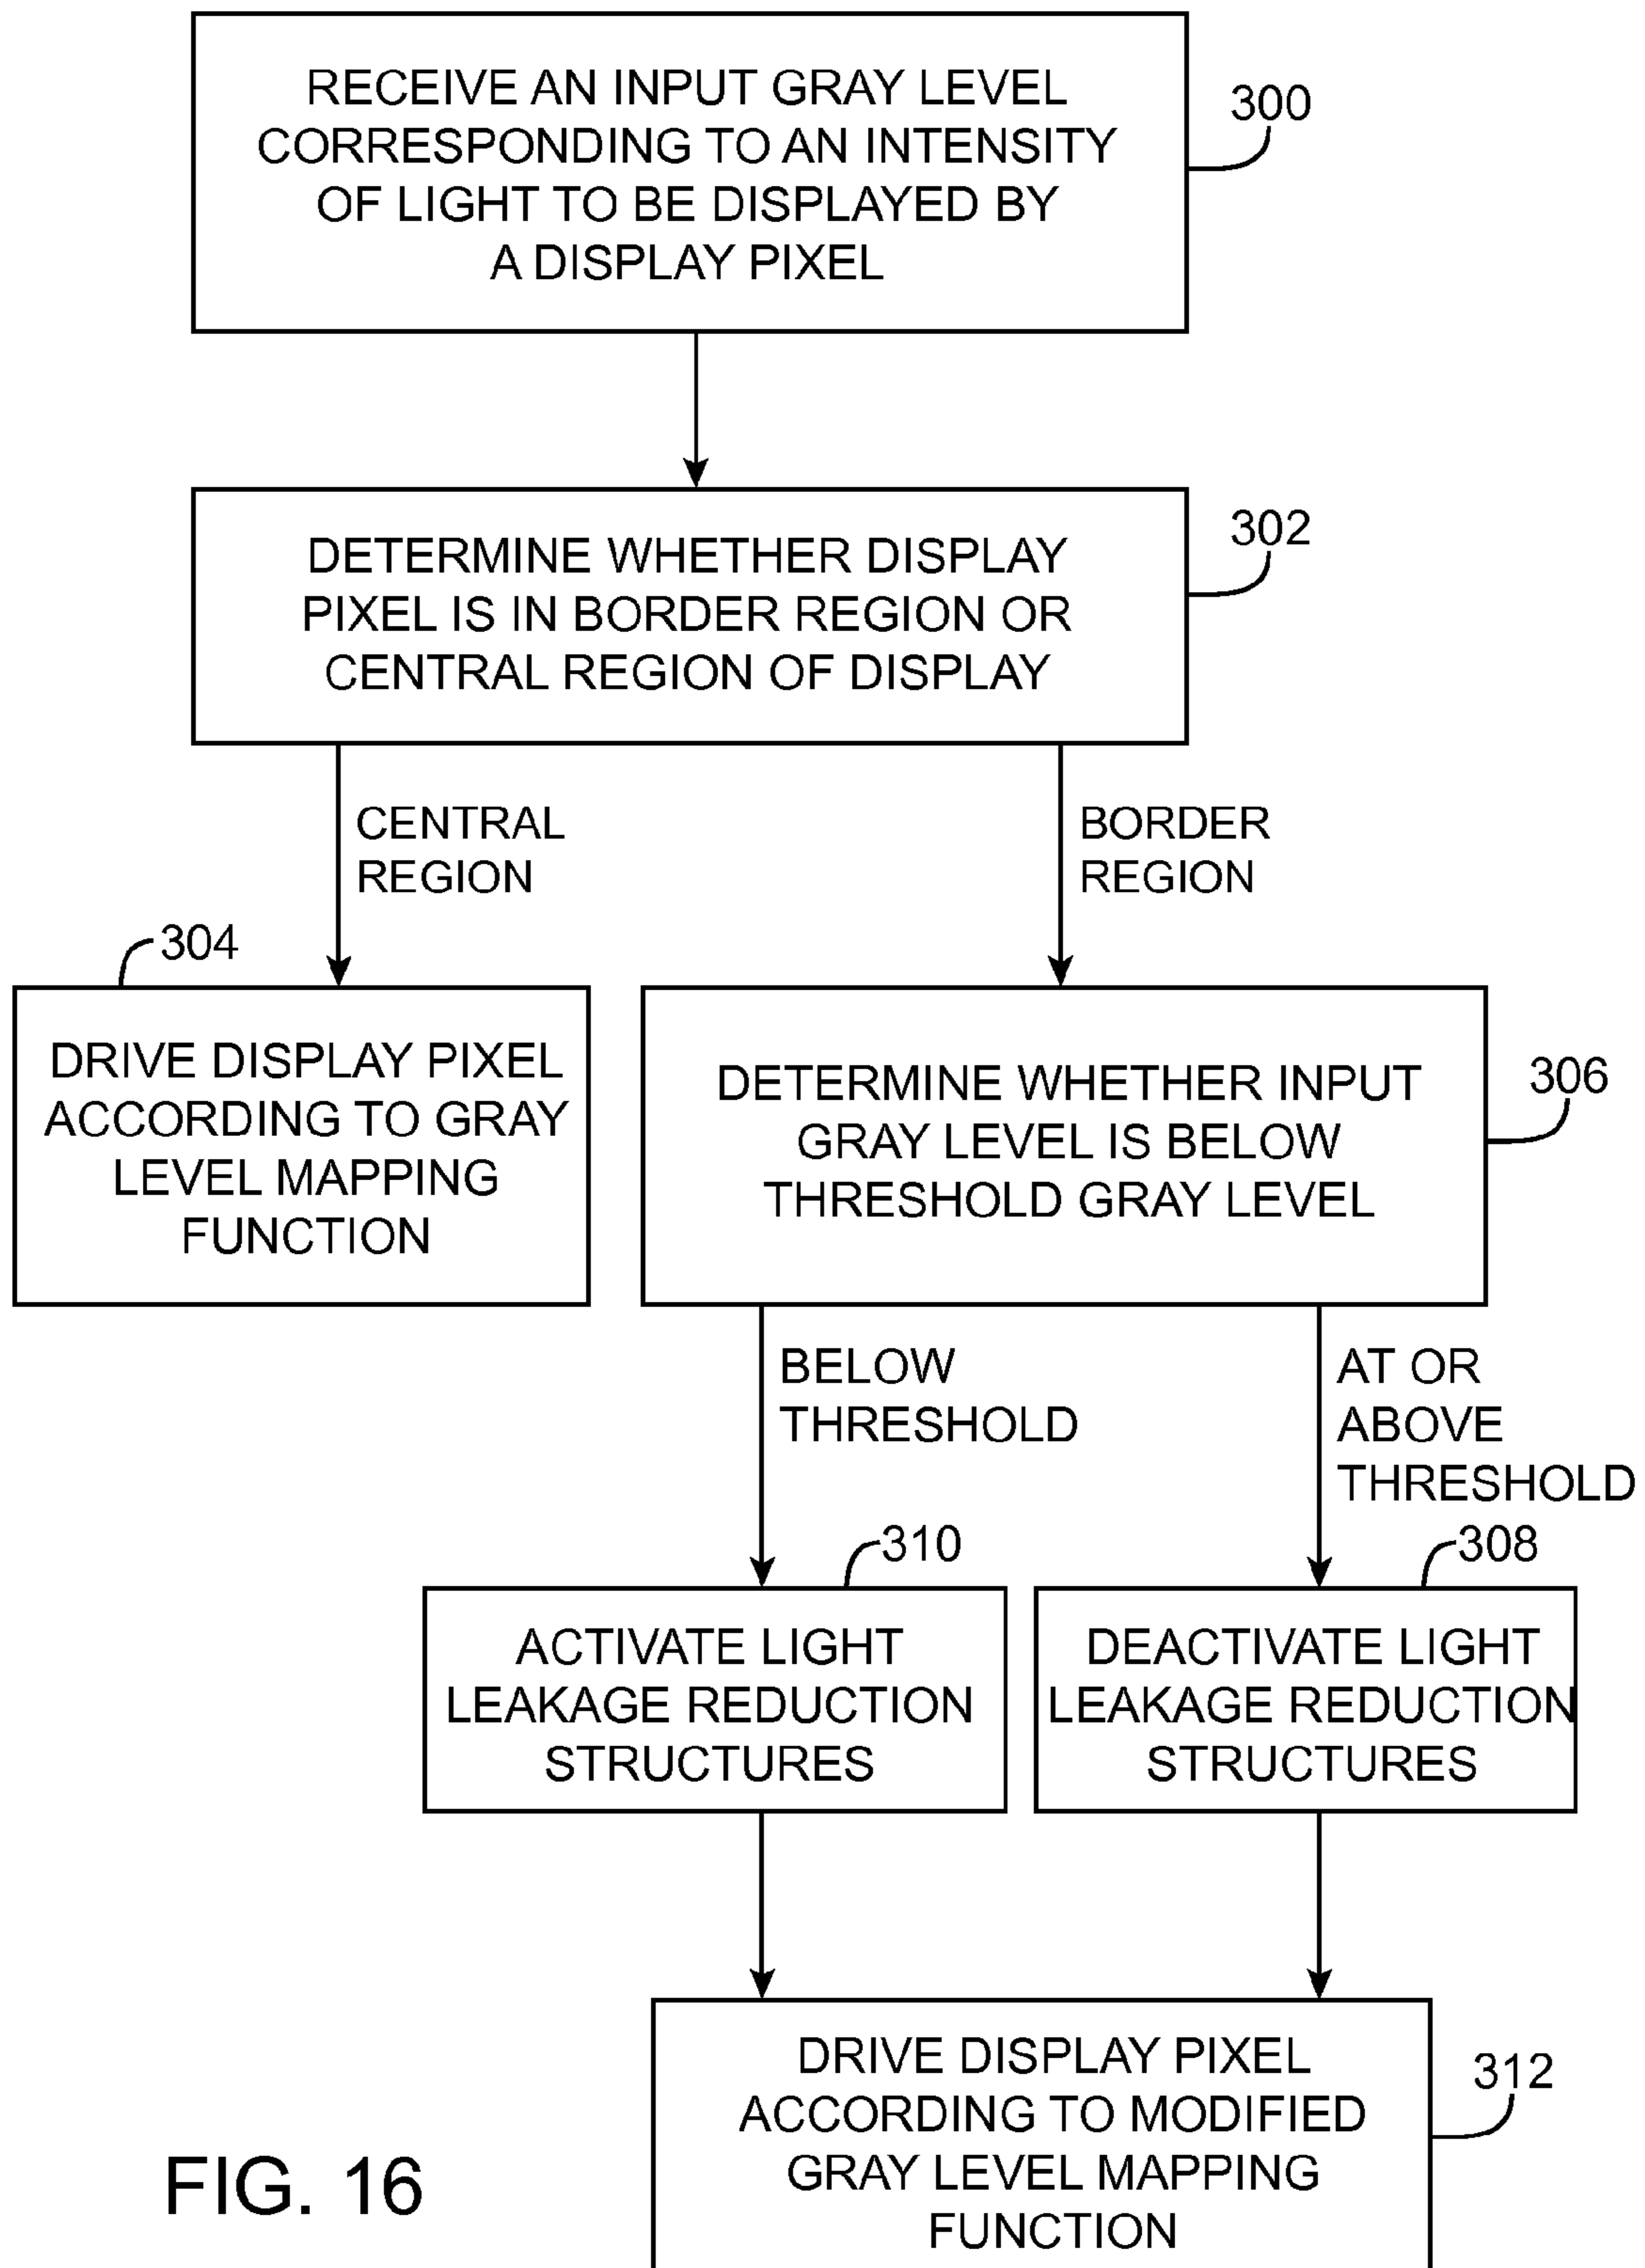 RECEIVE AN INPUT GRAY LEVEL
CORRESPONDING TO AN INTENSITY
OF LIGHT TO BE DISPLAYED BY
A DISPLAY PIXEL
300
DETERMINE WHETHER DISPLAY
PIXEL IS IN BORDER REGION OR
CENTRAL REGION OF DISPLAY
302
CENTRAL
REGION
BORDER
REGION
304
DRIVE DISPLAY PIXEL
ACCORDING TO GRAY
LEVEL MAPPING
FUNCTION
DETERMINE WHETHER INPUT
GRAY LEVEL IS BELOW
THRESHOLD GRAY LEVEL
306
BELOW
THRESHOLD
AT OR
ABOVE
THRESHOLD
310
ACTIVATE LIGHT
LEAKAGE REDUCTION
STRUCTURES
308
DEACTIVATE LIGHT
LEAKAGE REDUCTION
STRUCTURES
DRIVE DISPLAY PIXEL
ACCORDING TO MODIFIED
GRAY LEVEL MAPPING
FUNCTION
312
FIG. 16